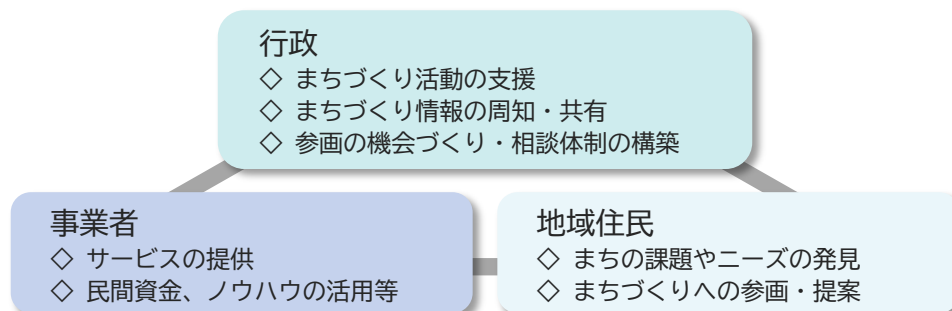 行政
◇ まちづくり活動の支援
◇ まちづくり情報の周知・共有
◇ 参画の機会づくり・相談体制の構築
事業者
◇ サービスの提供
◇ 民間資金、ノウハウの活用等
地域住民
◇ まちの課題やニーズの発見
◇ まちづくりへの参画・提案